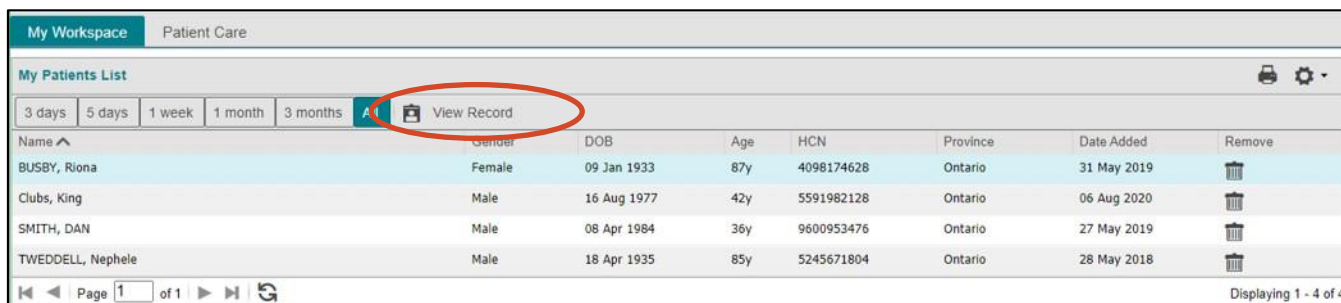 My Workspace Patient Care
My Patients List
3 days 5 days 1 week 1 month 3 months All View Record
Name Gender DOB Age HCN Province Date Added Remove
BUSBY, Riona Female 09 Jan 1933 87y 4098174628 Ontario 31 May 2019
Clubs, King Male 16 Aug 1977 42y 5591982128 Ontario 06 Aug 2020
SMITH, DAN Male 08 Apr 1984 36y 9600953476 Ontario 27 May 2019
TWEDDELL, Nephele Male 18 Apr 1935 85y 5245671804 Ontario 28 May 2018
Page 1 of 1 Displaying 1 - 4 of 4